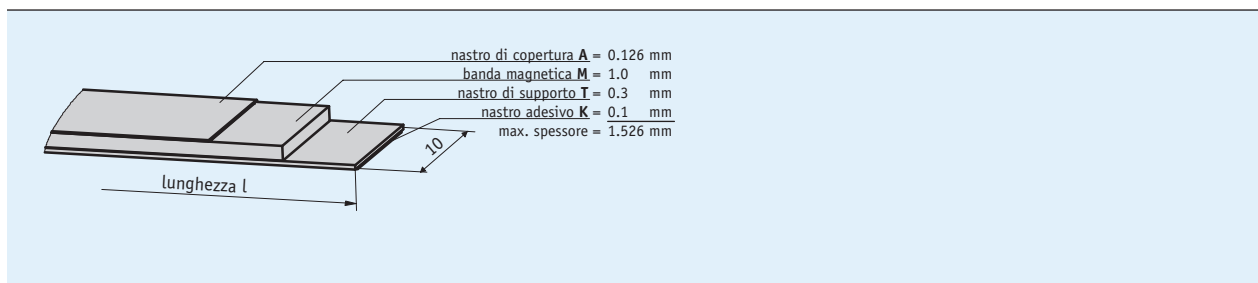 nastro di copertura A = 0.126 mm
banda magnetica M = 1.0 mm
nastro di supporto T = 0.3 mm
nastro adesivo K = 0.1 mm
max. spessore = 1.526 mm
10
lunghezza l